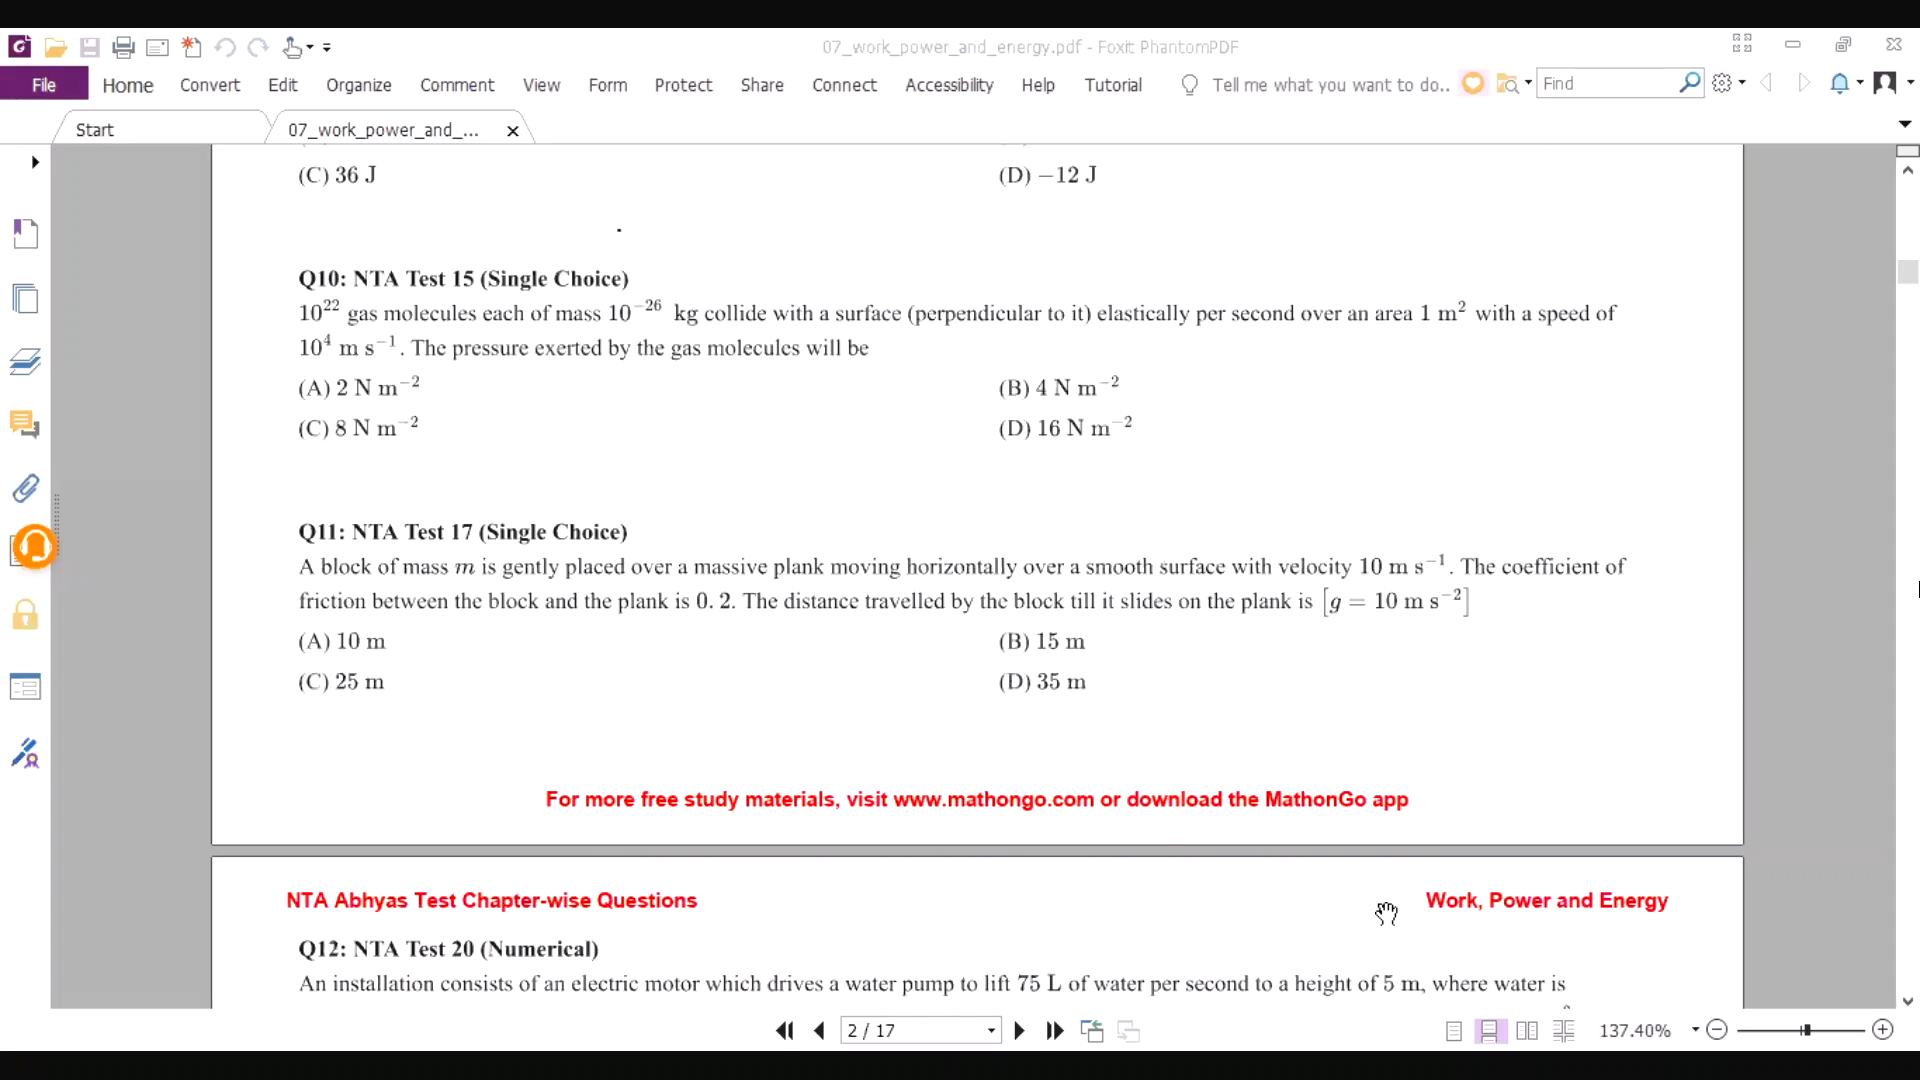 07_work_power_and_energy.pdf - Foxit PhantomPDF
File Home Convert Edit Organize Comment View Form Protect Share Connect Accessibility Help Tutorial Tell me what you want to do.. Find
Start 07_work_power_and_...
(C) 36 J (D) −12 J
Q10: NTA Test 15 (Single Choice)
10²² gas molecules each of mass 10⁻²⁶ kg collide with a surface (perpendicular to it) elastically per second over an area 1 m² with a speed of
10⁴ m s⁻¹. The pressure exerted by the gas molecules will be
(A) 2 N m⁻² (B) 4 N m⁻²
(C) 8 N m⁻² (D) 16 N m⁻²
Q11: NTA Test 17 (Single Choice)
A block of mass m is gently placed over a massive plank moving horizontally over a smooth surface with velocity 10 m s⁻¹. The coefficient of
friction between the block and the plank is 0. 2. The distance travelled by the block till it slides on the plank is [g = 10 m s⁻²]
(A) 10 m (B) 15 m
(C) 25 m (D) 35 m
For more free study materials, visit www.mathongo.com or download the MathonGo app
NTA Abhyas Test Chapter-wise Questions Work, Power and Energy
Q12: NTA Test 20 (Numerical)
An installation consists of an electric motor which drives a water pump to lift 75 L of water per second to a height of 5 m, where water is
2 / 17 137.40%